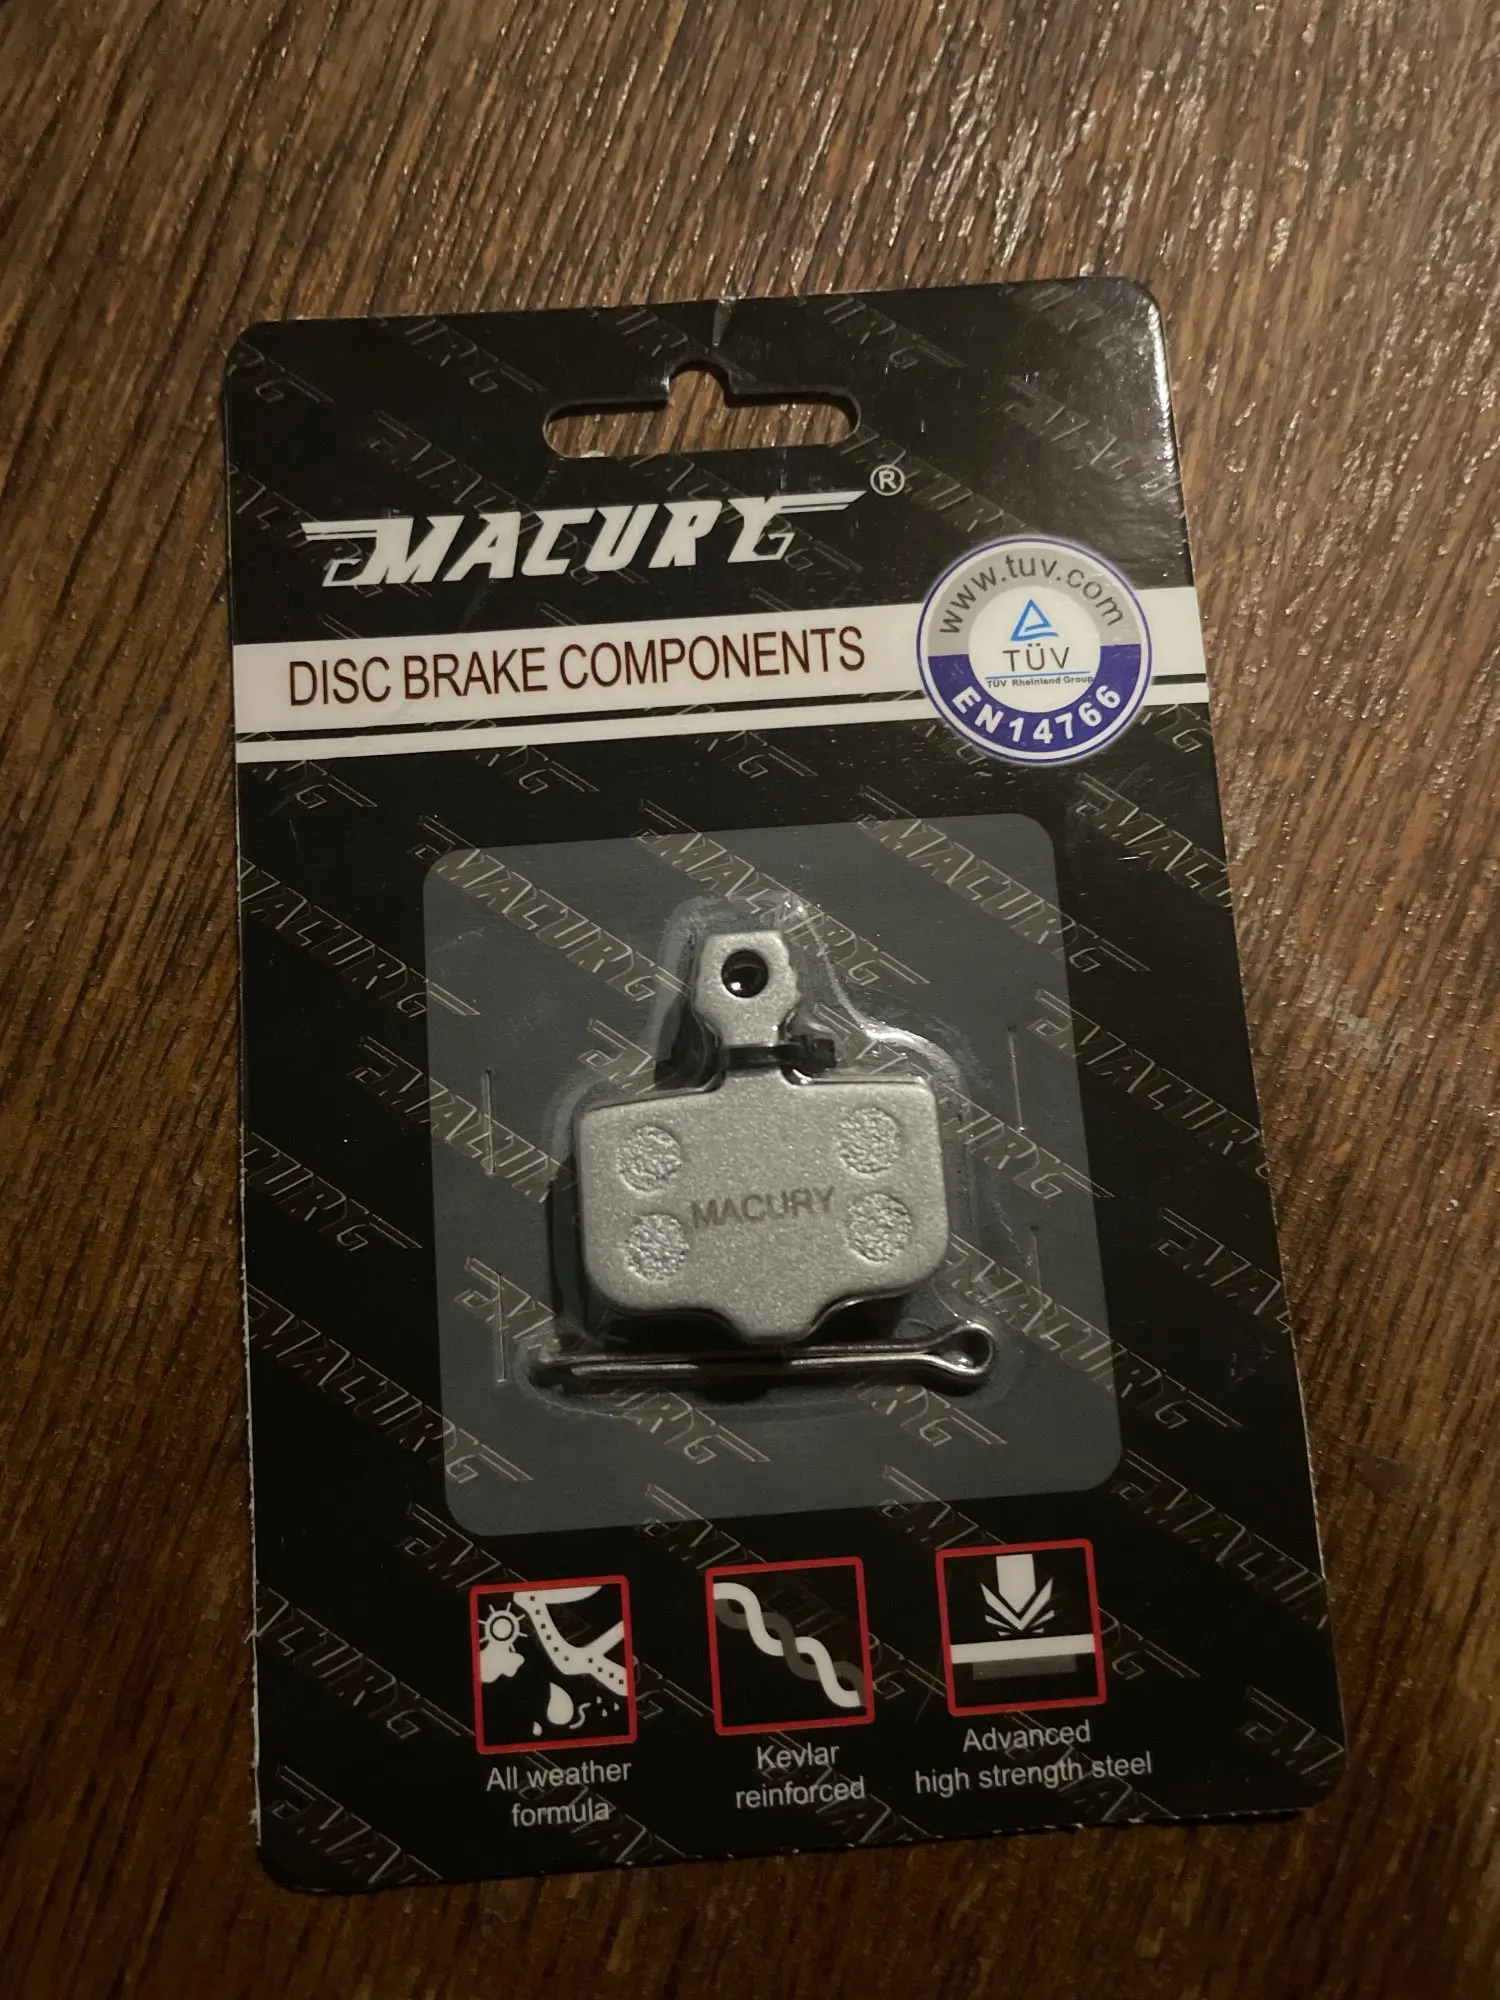 MACURY®
DISC BRAKE COMPONENTS
www.tuv.com
TÜV
TÜV Rheinland Group
EN14766
MACURY
All weather
formula
Kevlar
reinforced
Advanced
high strength steel